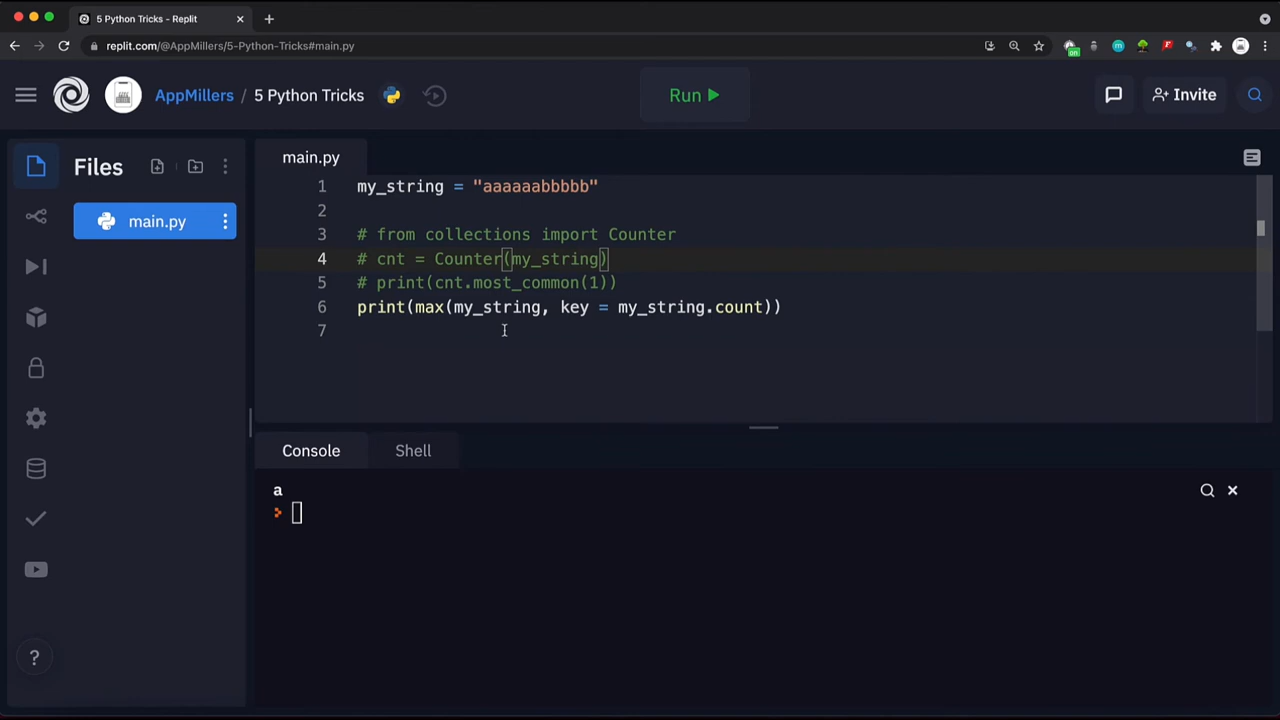 5 Python Tricks - Replit
replit.com/@AppMillers/5-Python-Tricks#main.py
AppMillers / 5 Python Tricks
Run
Invite
Files
main.py
main.py
1 my_string = "aaaaaabbbbb"
2
3 # from collections import Counter
4 # cnt = Counter(my_string)
5 # print(cnt.most_common(1))
6 print(max(my_string, key = my_string.count))
7
Console
Shell
a
?